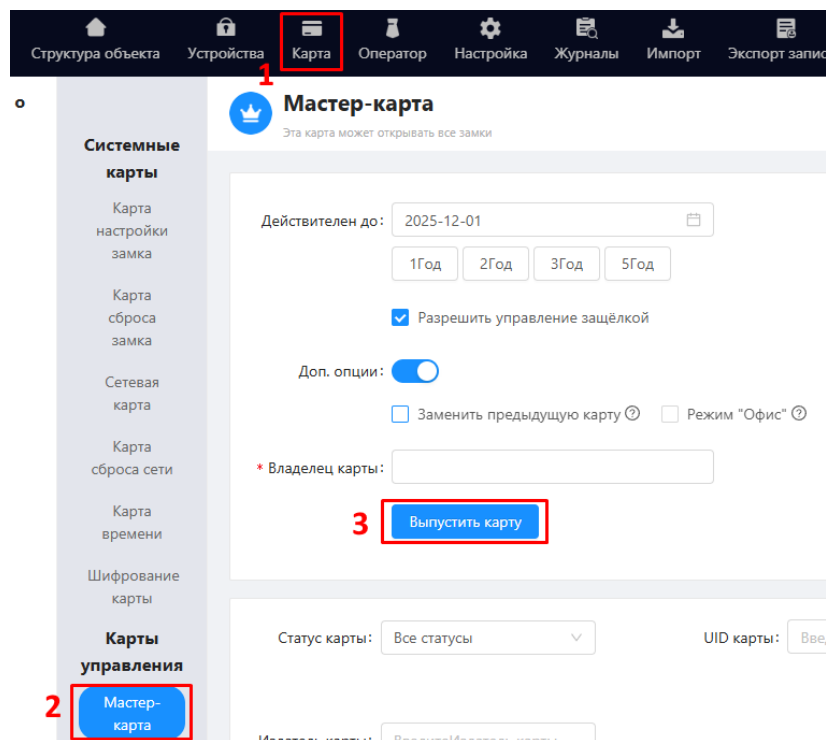 Структура объекта Устройства Карта Оператор Настройка Журналы Импорт Экспорт
1
о
Мастер-карта
Эта карта может открывать все замки
Системные
карты
Карта
настройки
замка
Карта
сброса
замка
Сетевая
карта
Карта
сброса сети
Карта
времени
Шифрование
карты
Карты
управления
2
Мастер-
карта
Действителен до: 2025-12-01
1Год 2Год 3Год 5Год
Разрешить управление защёлкой
Доп. опции:
Заменить предыдущую карту ? Режим "Офис" ?
* Владелец карты:
3 Выпустить карту
Статус карты: Все статусы UID карты: